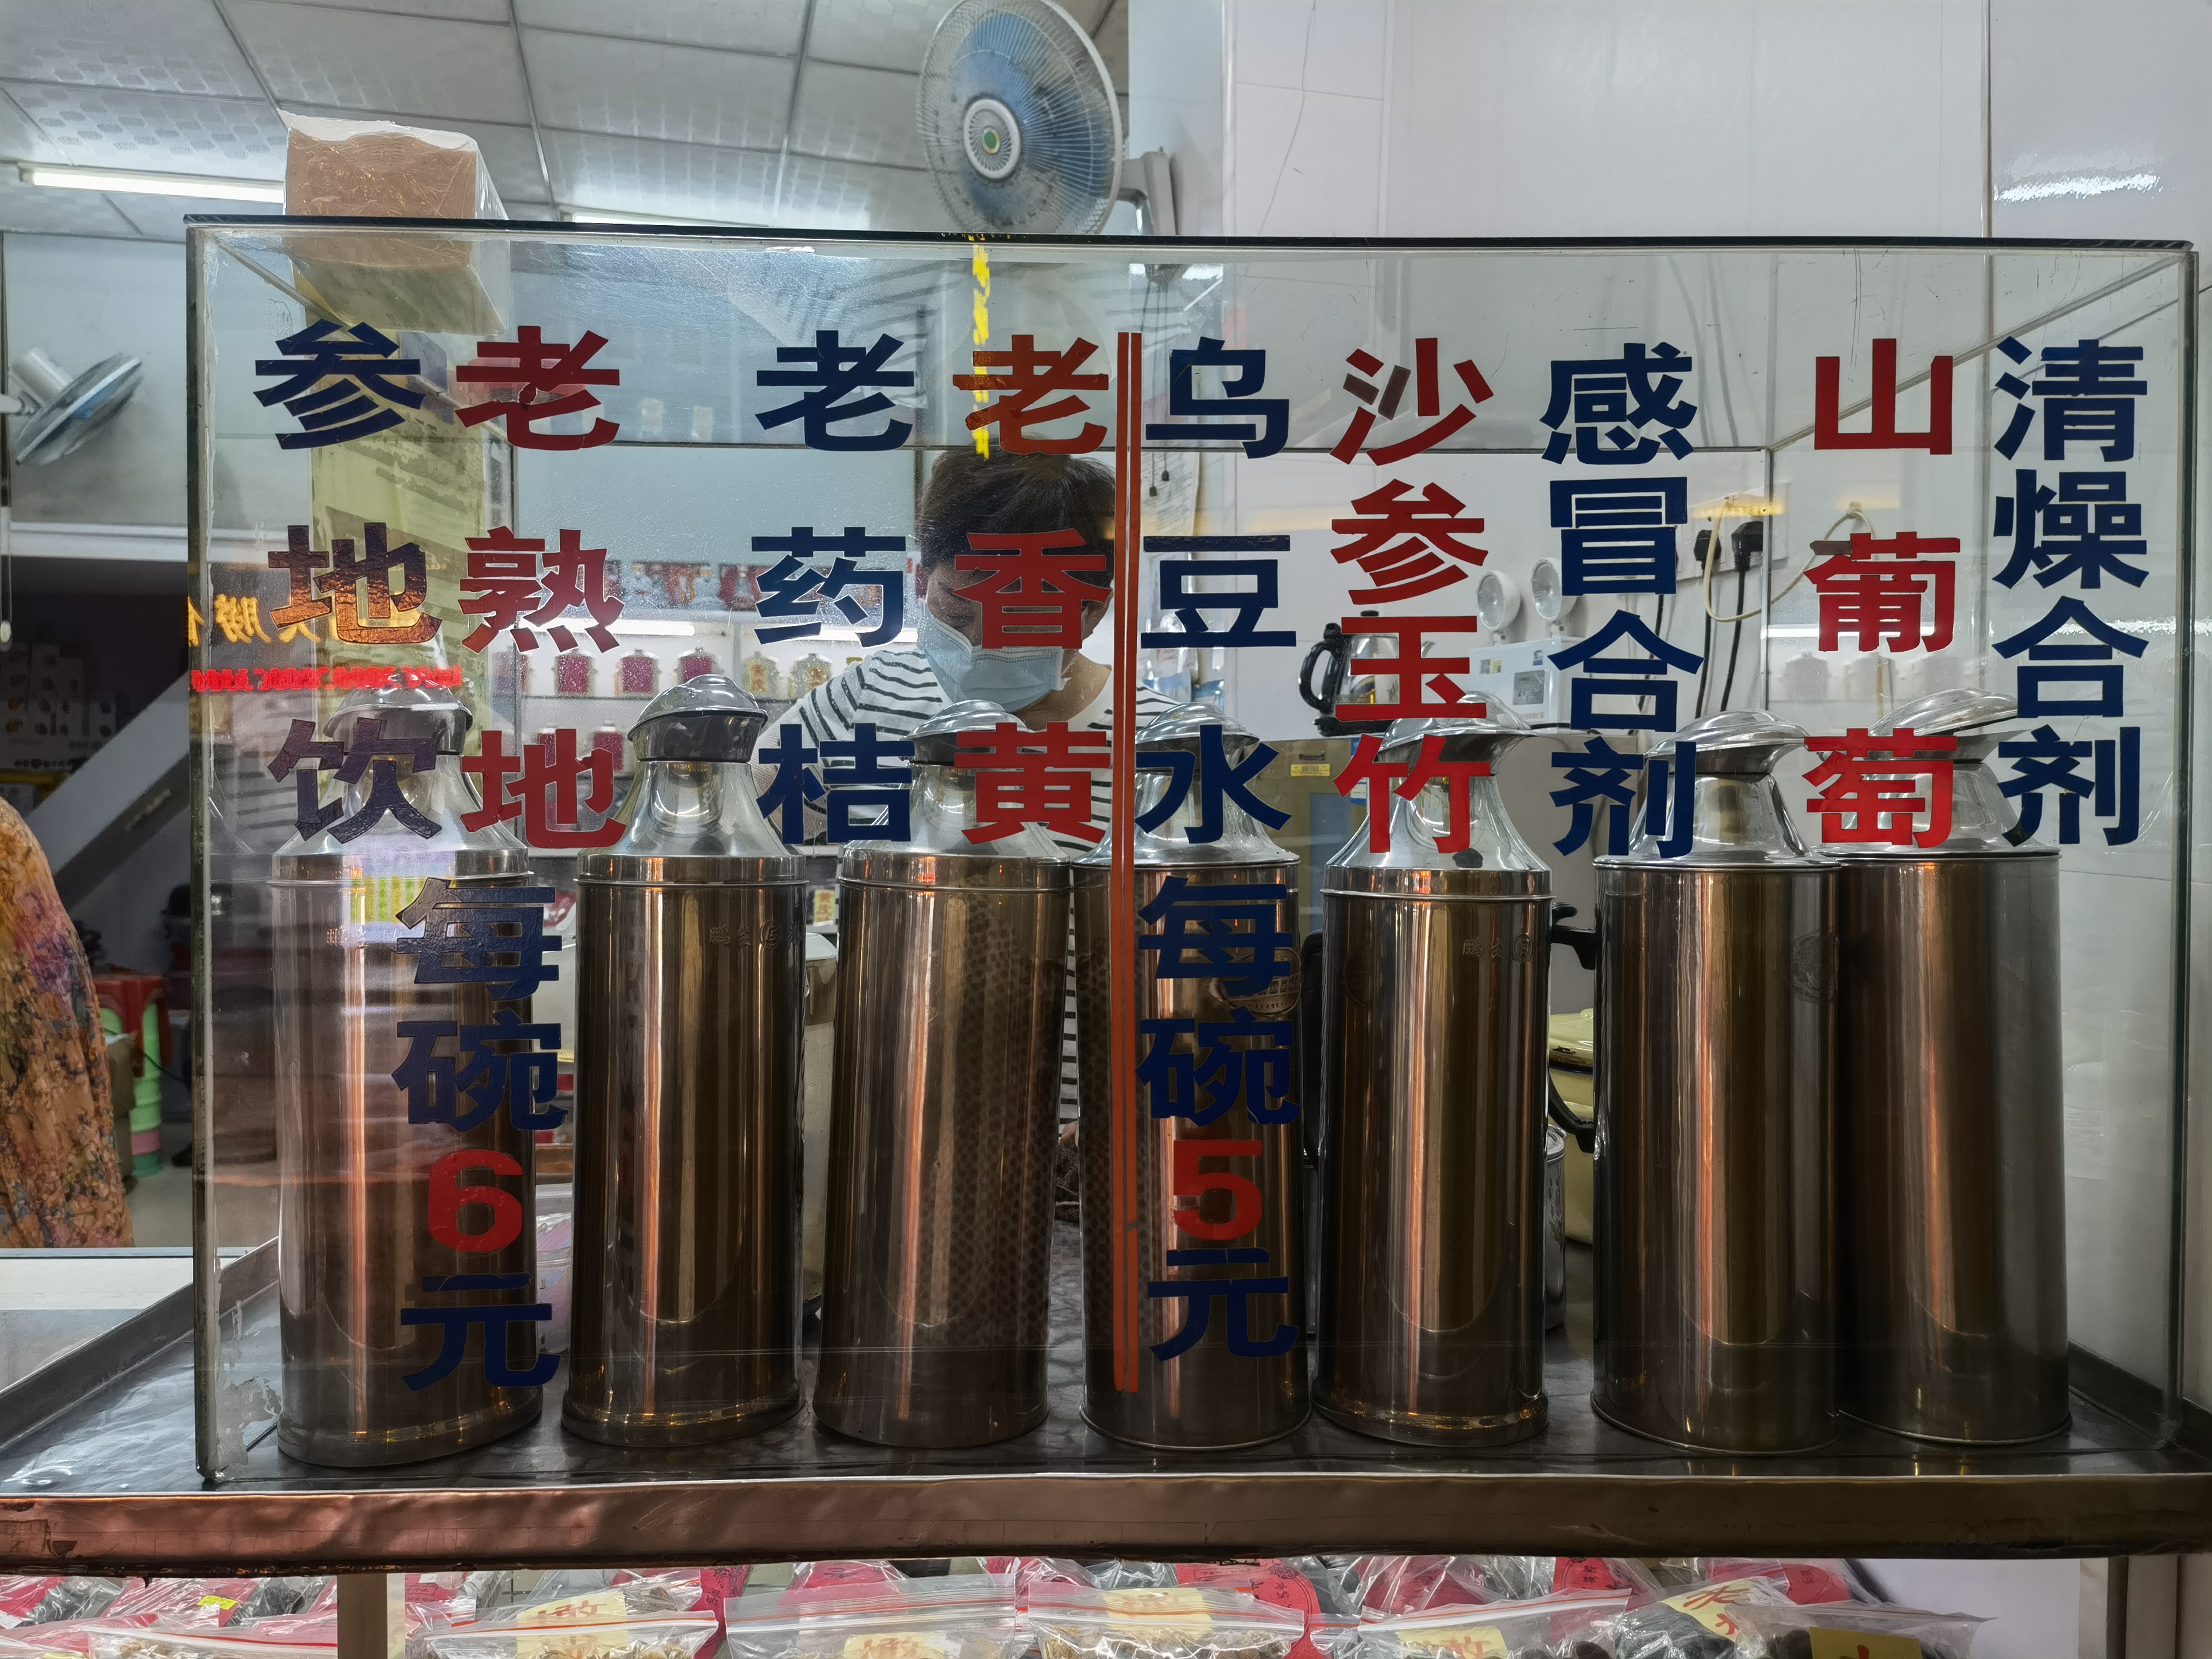 参地饮
老熟地
老药桔
老香黄
每碗6元
乌豆水
沙参玉竹
感冒合剂
山葡萄
清燥合剂
每碗5元